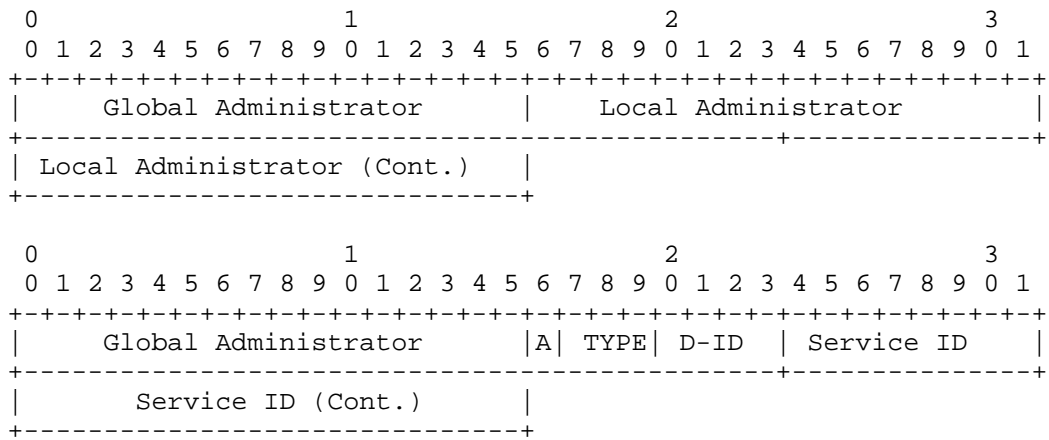 0                   1                   2                   3
 0 1 2 3 4 5 6 7 8 9 0 1 2 3 4 5 6 7 8 9 0 1 2 3 4 5 6 7 8 9 0 1
+-+-+-+-+-+-+-+-+-+-+-+-+-+-+-+-+-+-+-+-+-+-+-+-+-+-+-+-+-+-+-+-+
|     Global Administrator      |    Local Administrator        |
+-----------------------------------------------+---------------+
| Local Administrator (Cont.)   |
+-------------------------------+
 0                   1                   2                   3
 0 1 2 3 4 5 6 7 8 9 0 1 2 3 4 5 6 7 8 9 0 1 2 3 4 5 6 7 8 9 0 1
+-+-+-+-+-+-+-+-+-+-+-+-+-+-+-+-+-+-+-+-+-+-+-+-+-+-+-+-+-+-+-+-+
|     Global Administrator      |A| TYPE| D-ID  | Service ID    |
+-----------------------------------------------+---------------+
|       Service ID (Cont.)      |
+-------------------------------+